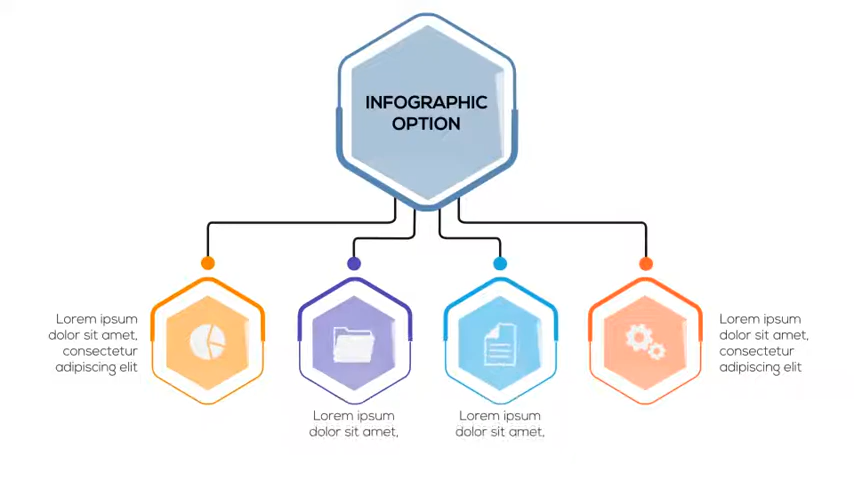 INFOGRAPHIC
OPTION
Lorem ipsum
dolor sit amet,
consectetur
adipiscing elit
Lorem ipsum
dolor sit amet,
Lorem ipsum
dolor sit amet,
Lorem ipsum
dolor sit amet,
consectetur
adipiscing elit